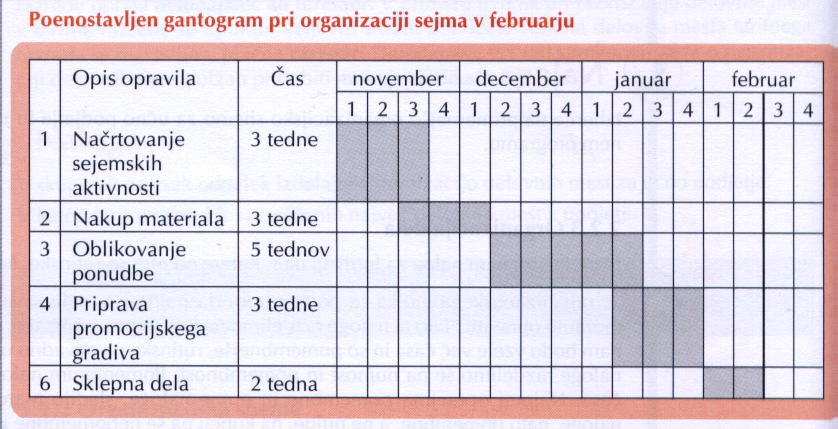 Poenostavljen gantogram pri organizaciji sejma v februarju
Opis opravila Čas november december januar februar
1 2 3 4 1 2 3 4 1 2 3 4 1 2 3 4
1 Načrtovanje 3 tedne
sejemskih
aktivnosti
2 Nakup materiala 3 tedne
3 Oblikovanje 5 tednov
ponudbe
4 Priprava 3 tedne
promocijskega
gradiva
6 Sklepna dela 2 tedna